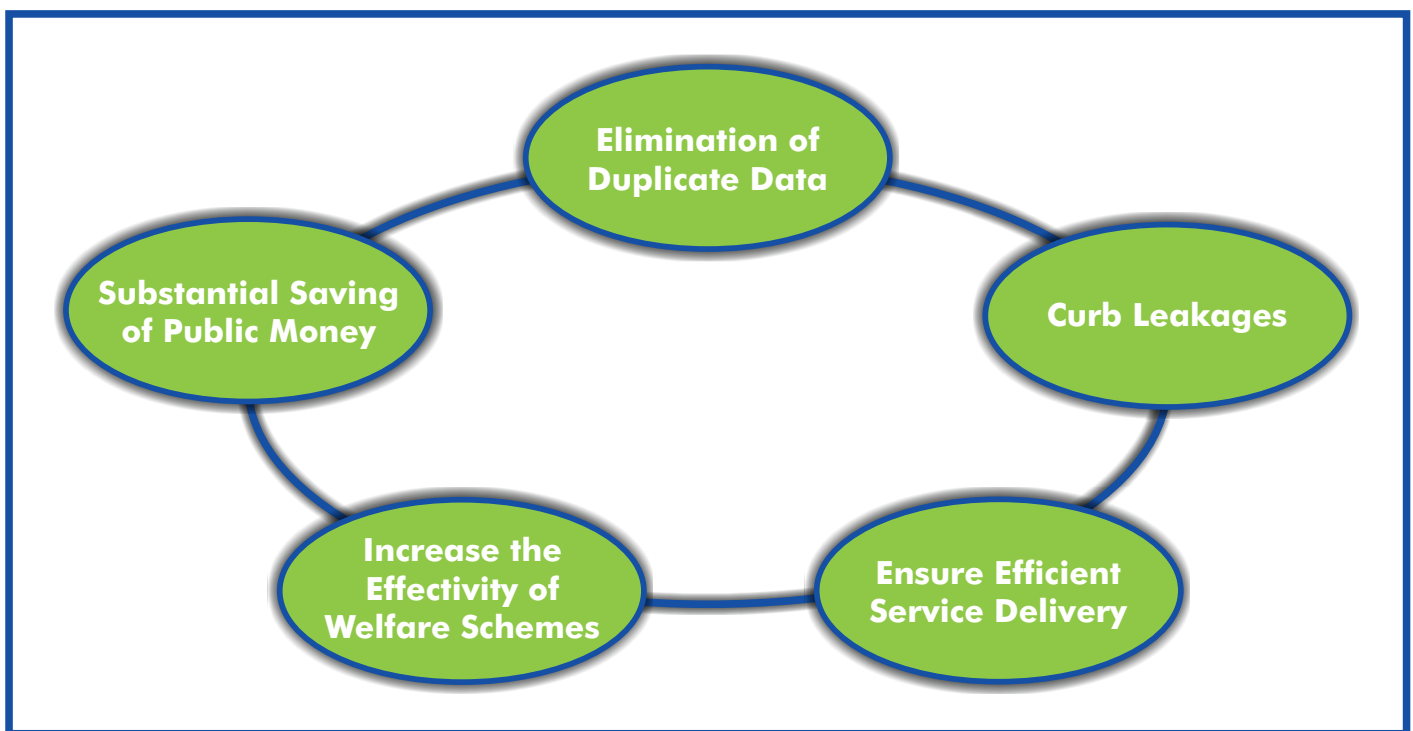 Elimination of
Duplicate Data
Curb Leakages
Ensure Efficient
Service Delivery
Increase the
Effectivity of
Welfare Schemes
Substantial Saving
of Public Money